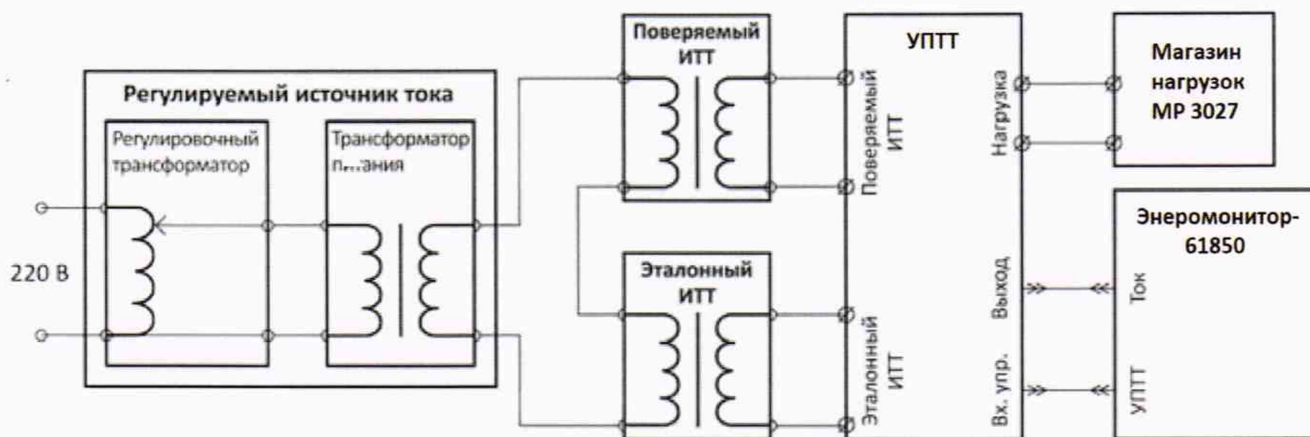 Регулируемый источник тока
Регулировочный
трансформатор
Трансформатор
220 В
Поверяемый
ИТТ
Эталонный
ИТТ
УПТТ
Поверяемый
ИТТ
Эталонный
ИТТ
Нагрузка
Выход
Вх. упр.
Магазин
нагрузок
МР 3027
Энеромонитор-
61850
Ток
УПТТ